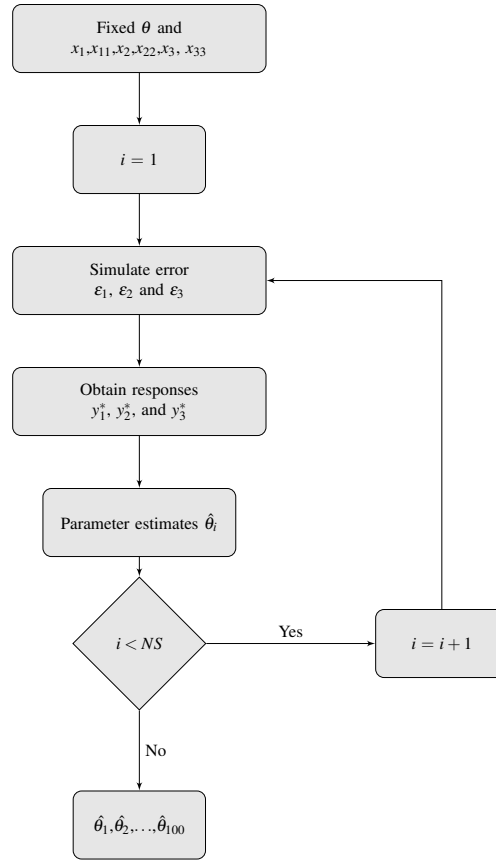 Fixed θ and
x₁,x₁₁,x₂,x₂₂,x₃, x₃₃
i = 1
Simulate error
ε₁, ε₂ and ε₃
Obtain responses
y₁*, y₂*, and y₃*
Parameter estimates θ̂ᵢ
i < NS
Yes
i = i + 1
No
θ̂₁,θ̂₂,…,θ̂₁₀₀